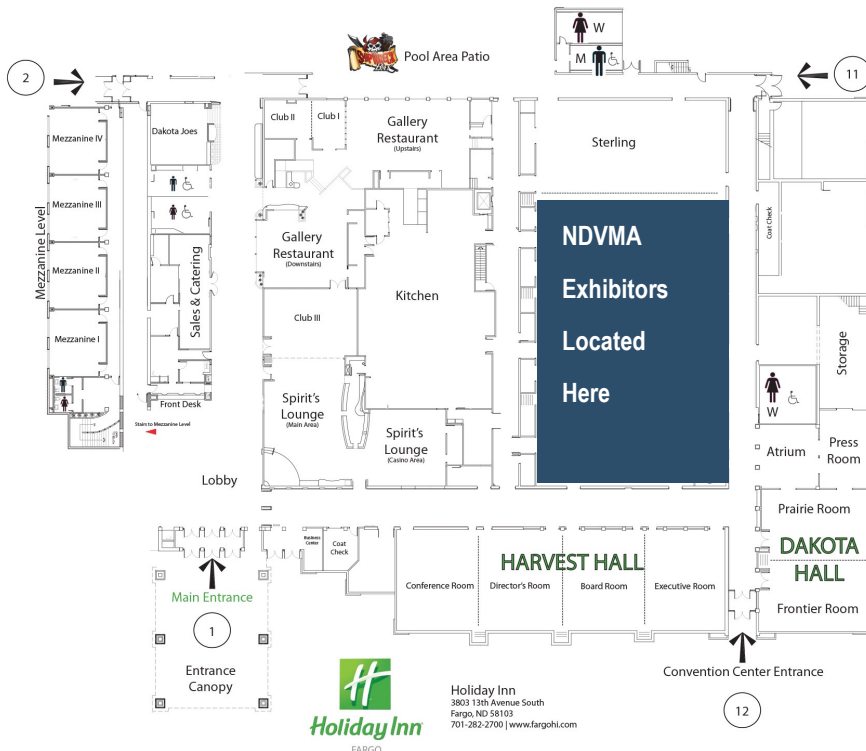 W
M
2
Pool Area Patio
11
Mezzanine IV
Dakota Joes
Club II
Club I
Gallery
Restaurant
(Upstairs)
Sterling
Mezzanine III
Mezzanine Level
Coat Check
Gallery
Restaurant
(Downstairs)
NDVMA
Exhibitors
Located
Here
Mezzanine II
Sales & Catering
Kitchen
Mezzanine I
Club III
Storage
Front Desk
Spirit's
Lounge
(Main Area)
W
Stairs to Mezzanine Level
Spirit's
Lounge
(Casino Area)
Atrium
Press
Room
Lobby
Prairie Room
Business
Center
Coat
Check
HARVEST HALL
DAKOTA
HALL
Conference Room
Director's Room
Board Room
Executive Room
Main Entrance
Frontier Room
1
Entrance
Canopy
Convention Center Entrance
12
Holiday Inn
FARGO
Holiday Inn
3803 13th Avenue South
Fargo, ND 58103
701-282-2700 | www.fargohi.com